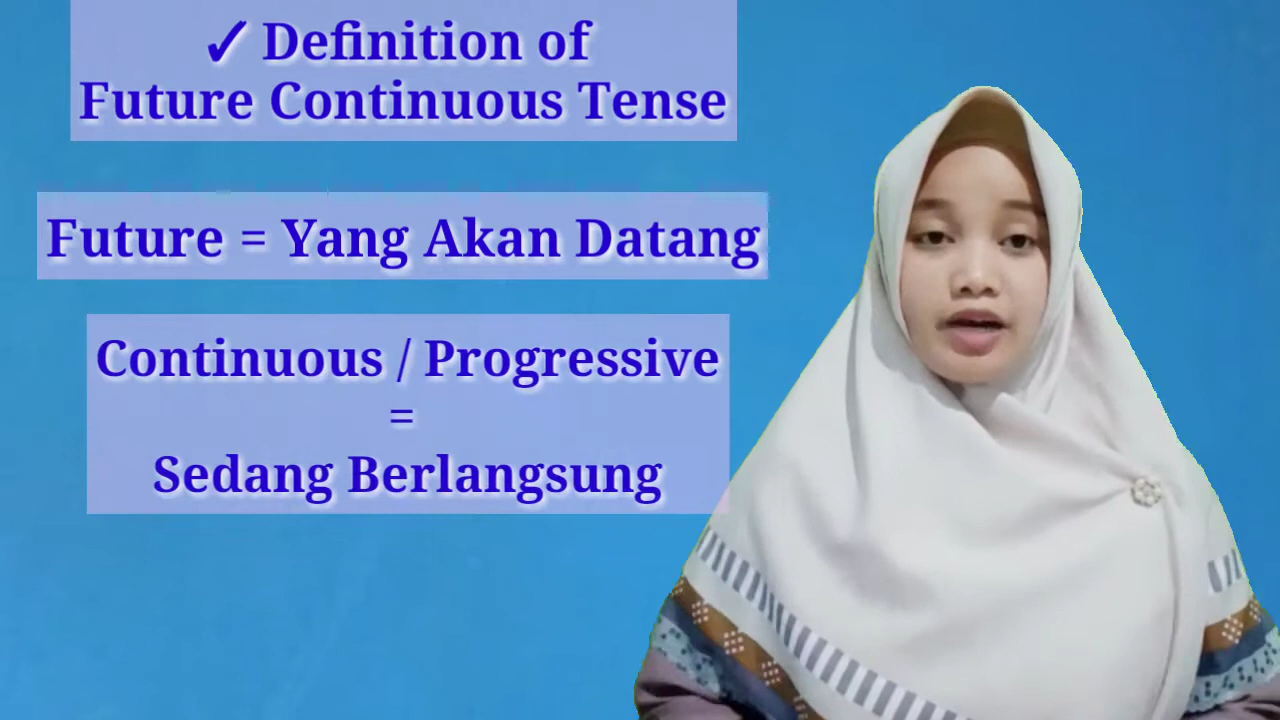 ✓ Definition of
Future Continuous Tense
Future = Yang Akan Datang
Continuous / Progressive
=
Sedang Berlangsung